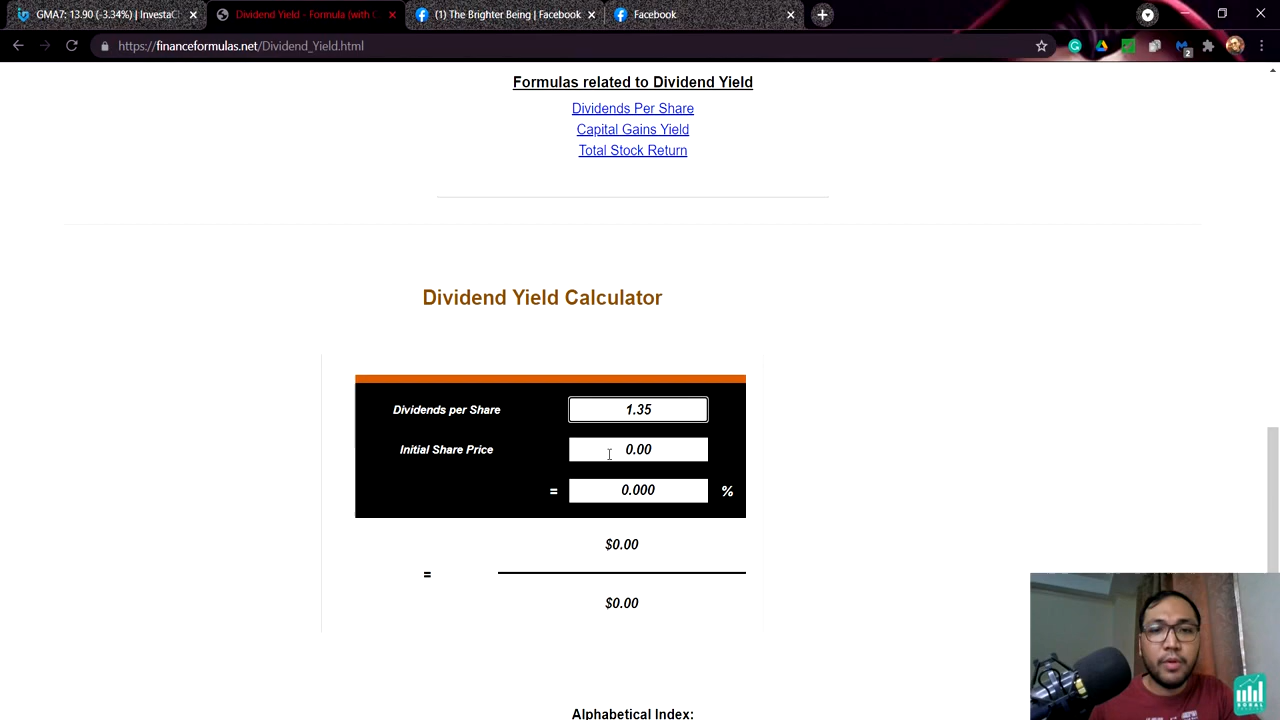 GMA7: 13.90 (-3.34%) | InvestaC
Dividend Yield - Formula (with
(1) The Brighter Being | Facebook
Facebook
https://financeformulas.net/Dividend_Yield.html
2
Formulas related to Dividend Yield
Dividends Per Share
Capital Gains Yield
Total Stock Return
Dividend Yield Calculator
Dividends per Share 1.35
Initial Share Price 0.00
= 0.000 %
$0.00
=
$0.00
Alphabetical Index: